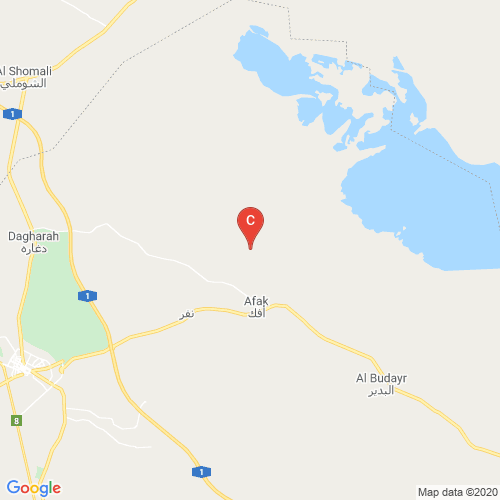 Al Shomali
الشوملي
1
C
Dagharah
دغارة
1
Afak
أفك
نفر
Al Budayr
البدير
8
1
Google
Map data ©2020